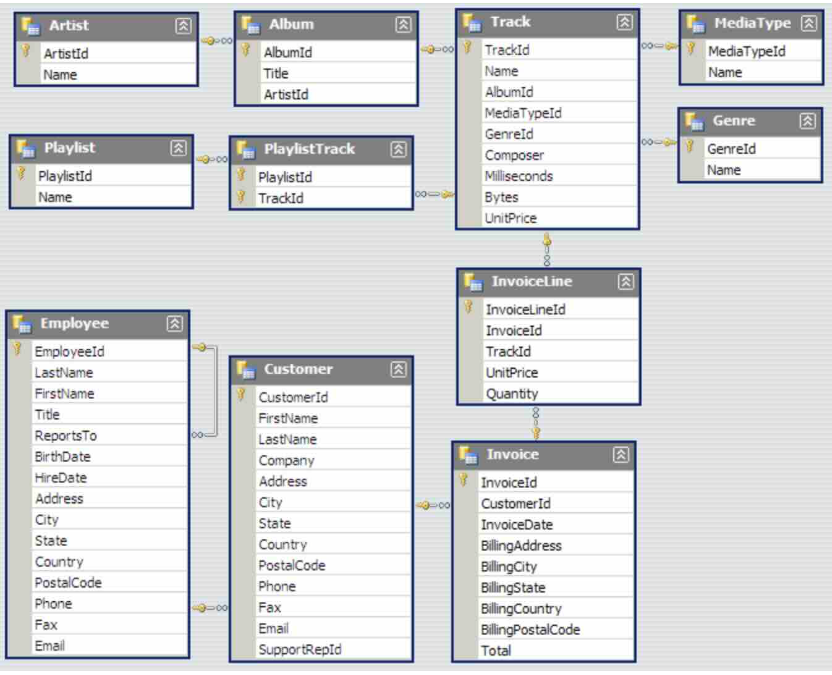 Artist
ArtistId
Name
Album
AlbumId
Title
ArtistId
Track
TrackId
Name
AlbumId
MediaTypeId
GenreId
Composer
Milliseconds
Bytes
UnitPrice
MediaType
MediaTypeId
Name
Genre
GenreId
Name
Playlist
PlaylistId
Name
PlaylistTrack
PlaylistId
TrackId
InvoiceLine
InvoiceLineId
InvoiceId
TrackId
UnitPrice
Quantity
Employee
EmployeeId
LastName
FirstName
Title
ReportsTo
BirthDate
HireDate
Address
City
State
Country
PostalCode
Phone
Fax
Email
Customer
CustomerId
FirstName
LastName
Company
Address
City
State
Country
PostalCode
Phone
Fax
Email
SupportRepId
Invoice
InvoiceId
CustomerId
InvoiceDate
BillingAddress
BillingCity
BillingState
BillingCountry
BillingPostalCode
Total